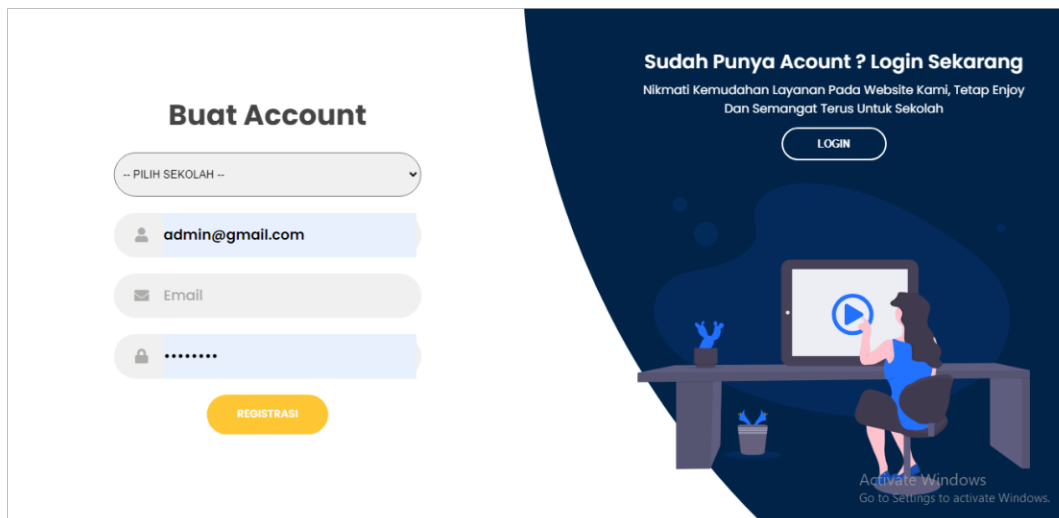 Buat Account
-- PILIH SEKOLAH --
admin@gmail.com
Email
••••••••
REGISTRASI
Sudah Punya Acount ? Login Sekarang
Nikmati Kemudahan Layanan Pada Website Kami, Tetap Enjoy
Dan Semangat Terus Untuk Sekolah
LOGIN
Activate Windows
Go to Settings to activate Windows.